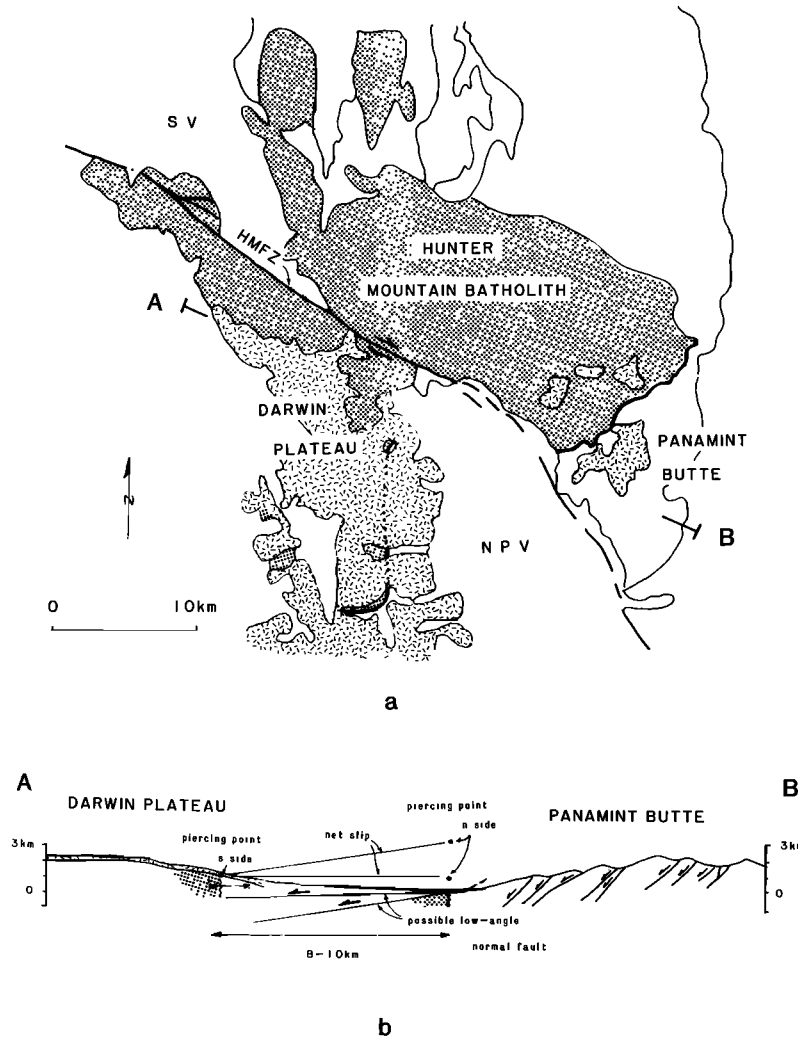 S V
HMFZ
HUNTER
MOUNTAIN BATHOLITH
A
DARWIN
PLATEAU
PANAMINT
BUTTE
N
N P V
B
0 10km
a
A
B
DARWIN PLATEAU
piercing point
n side
PANAMINT BUTTE
piercing point
s side
net slip
3km
0
3km
0
possible low-angle
normal fault
8-10km
b